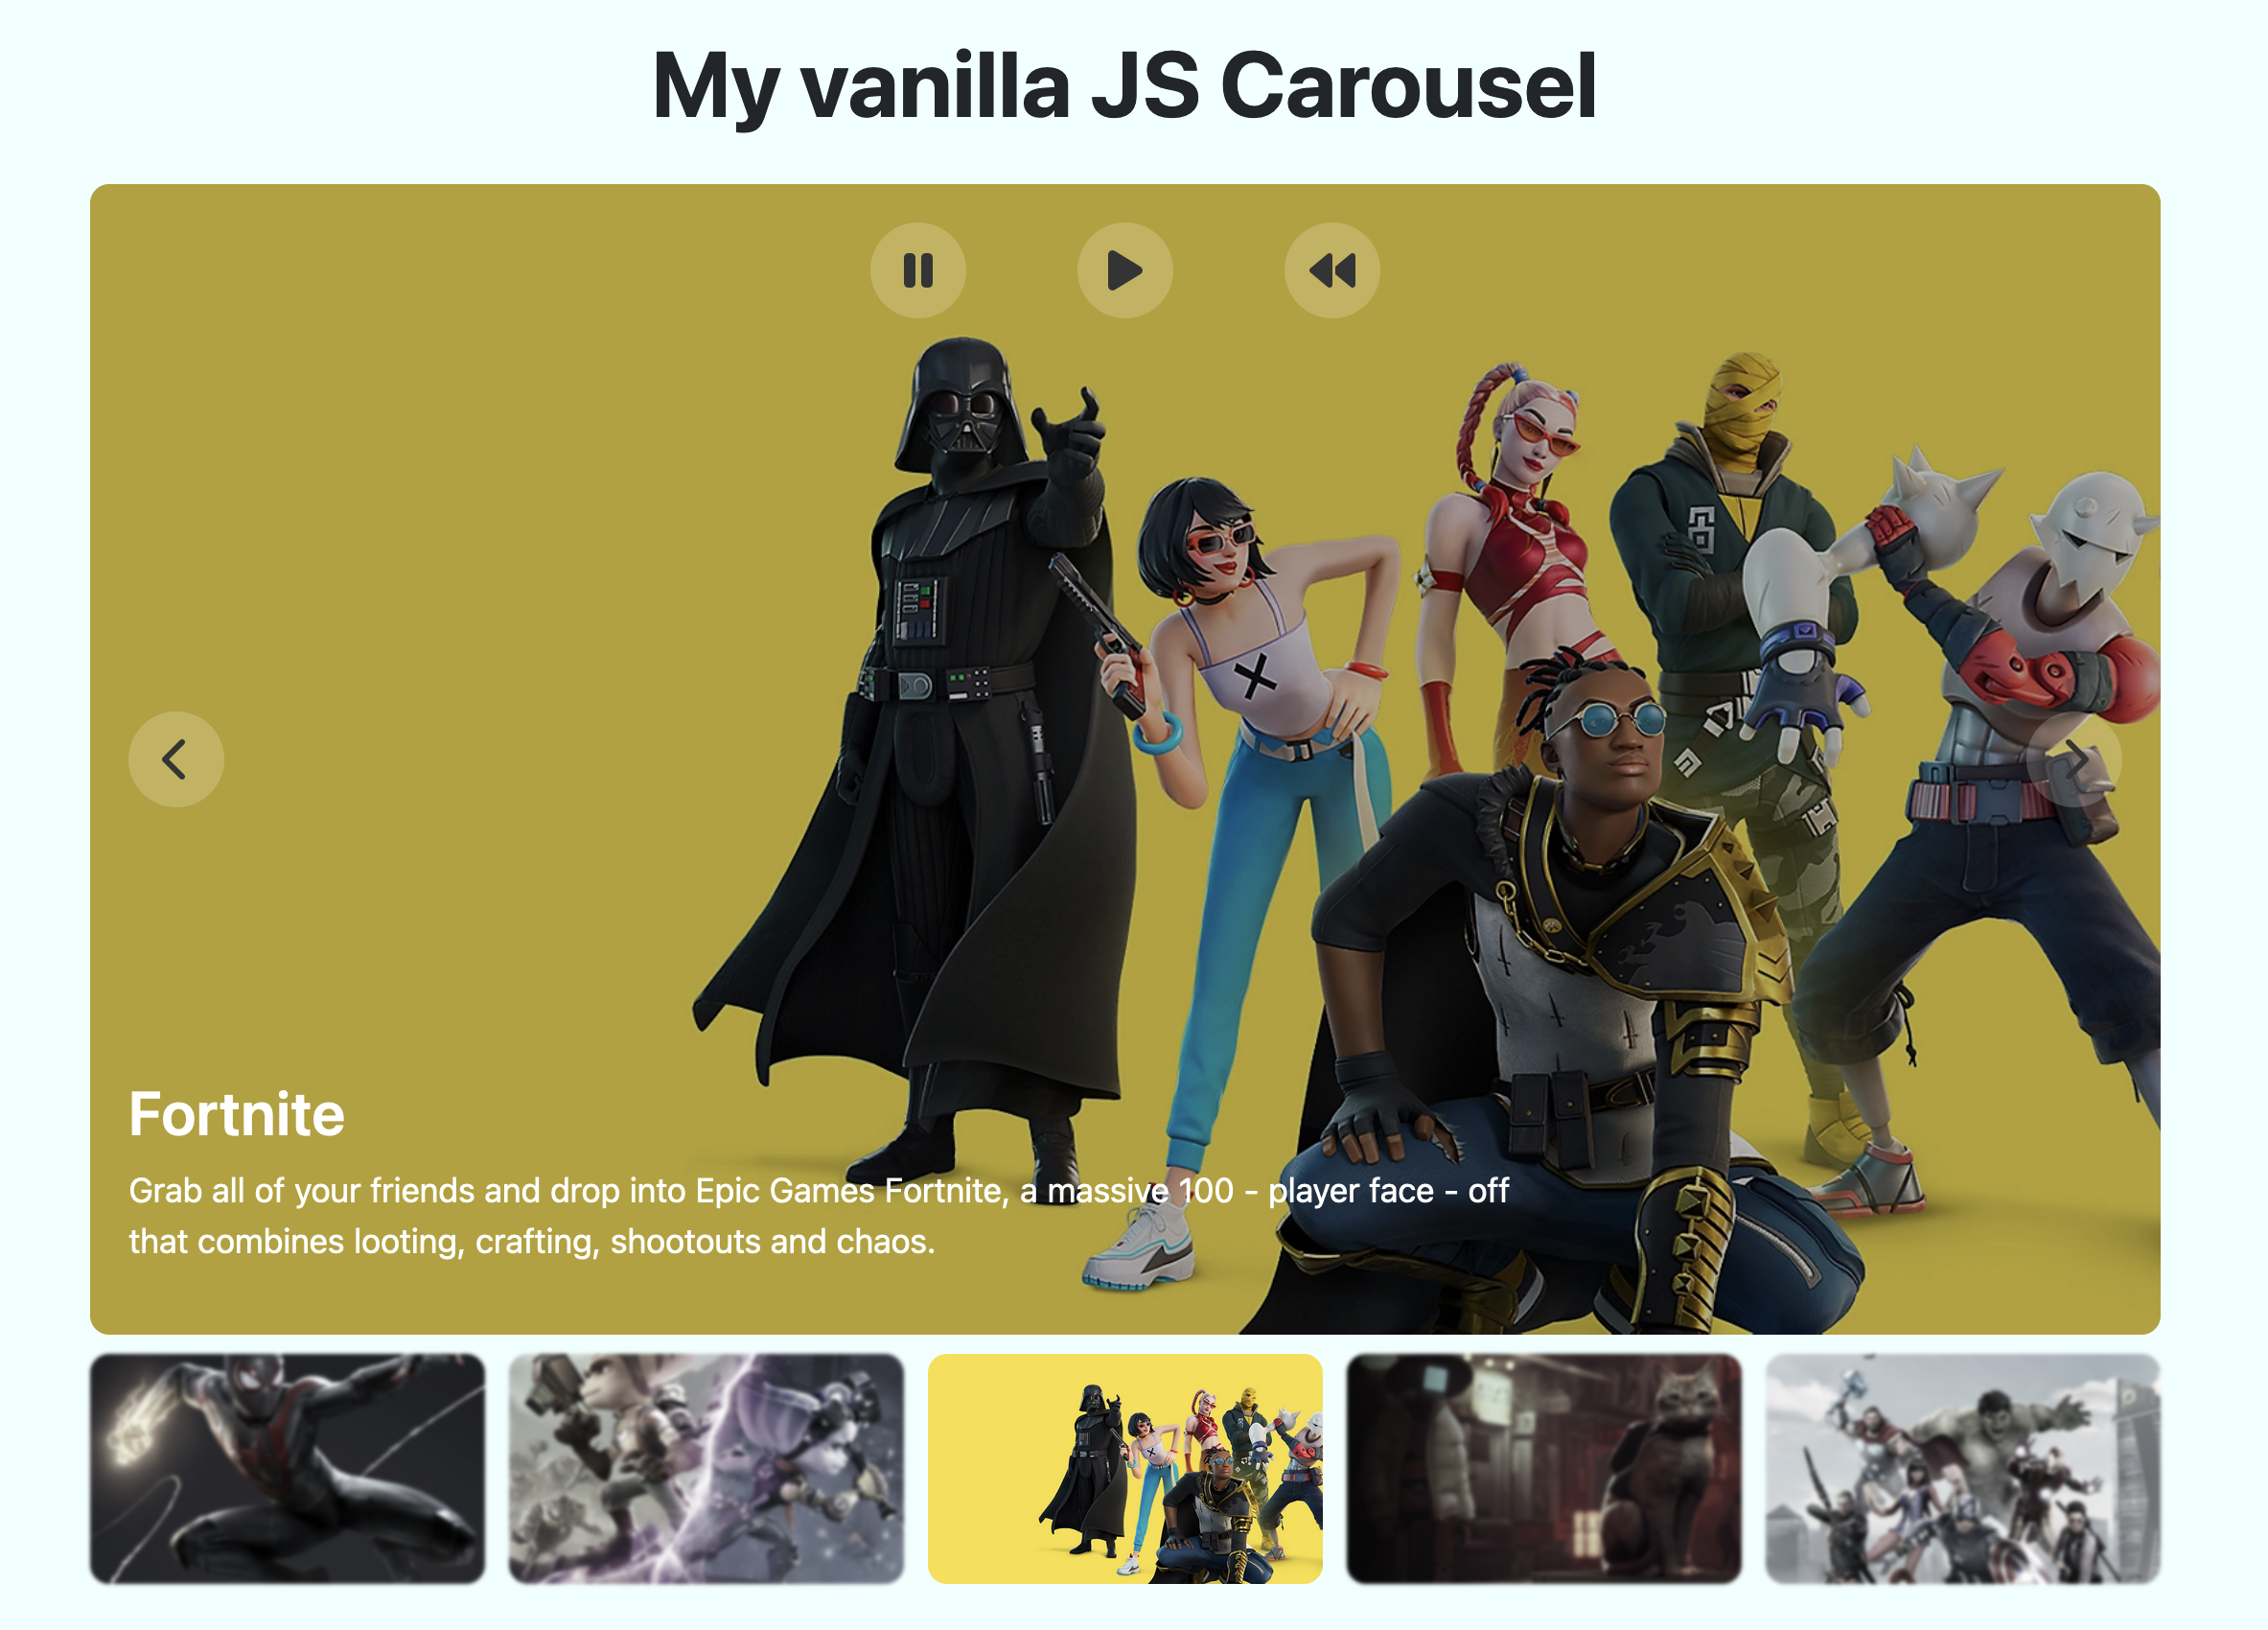 My vanilla JS Carousel
Fortnite
Grab all of your friends and drop into Epic Games Fortnite, a massive 100 - player face - off
that combines looting, crafting, shootouts and chaos.